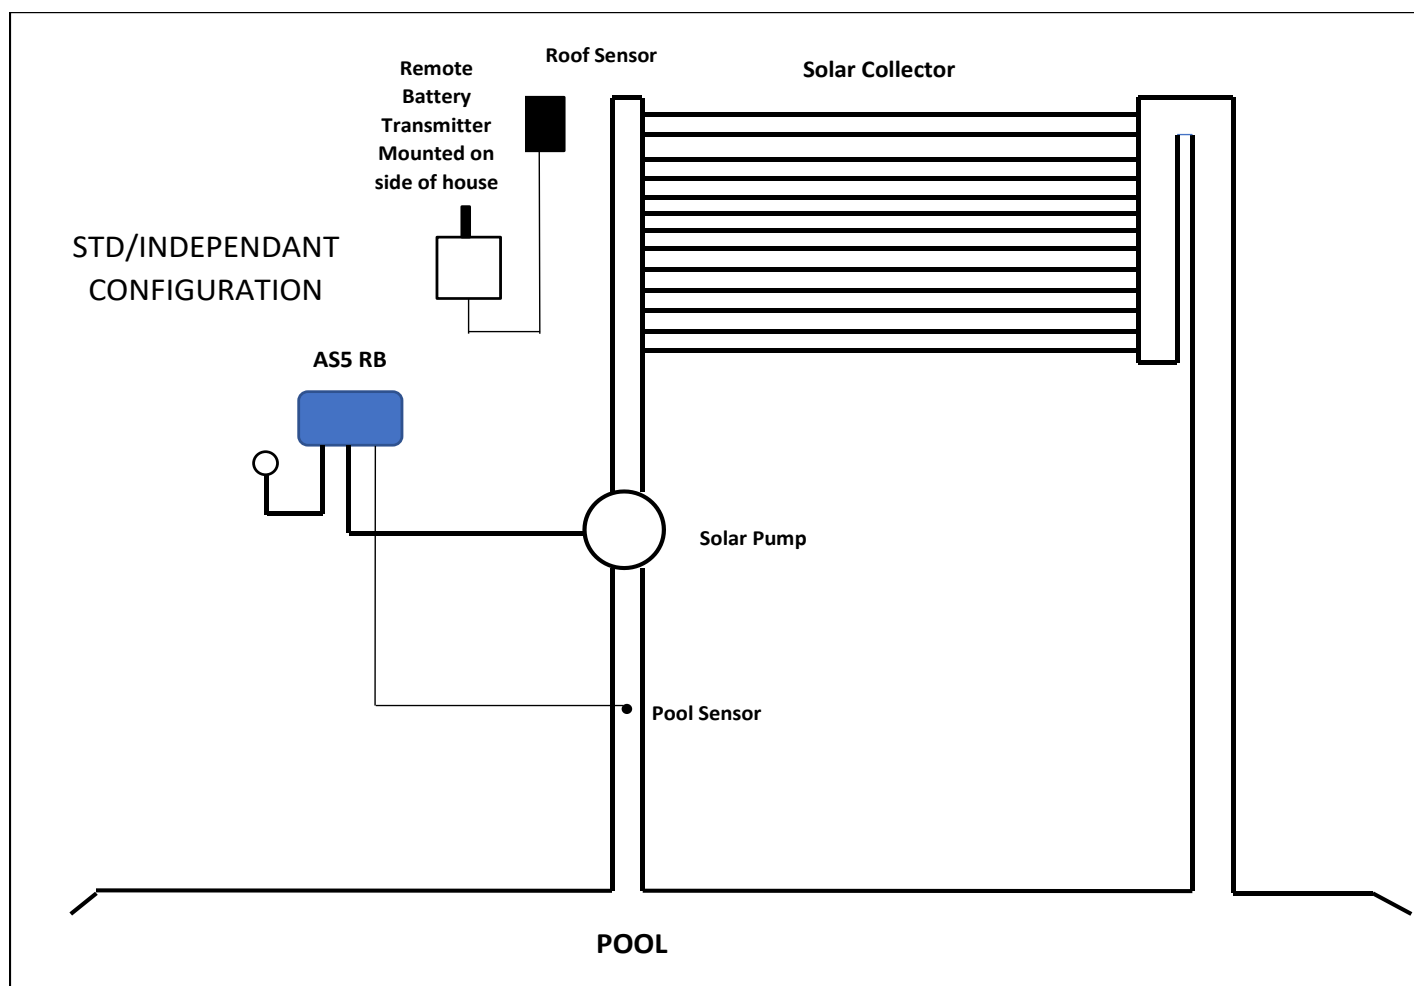 Roof Sensor
Remote
Battery
Transmitter
Mounted on
side of house
Solar Collector
STD/INDEPENDANT
CONFIGURATION
AS5 RB
Solar Pump
Pool Sensor
POOL